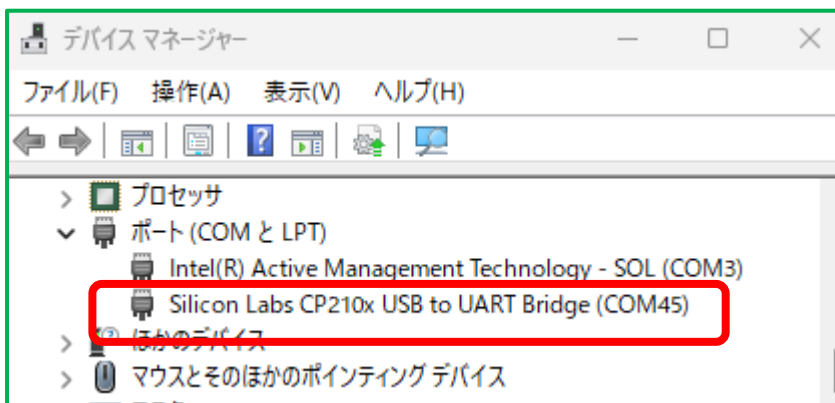 デバイス マネージャー
ファイル(F) 操作(A) 表示(V) ヘルプ(H)
プロセッサ
ポート (COM と LPT)
Intel(R) Active Management Technology - SOL (COM3)
Silicon Labs CP210x USB to UART Bridge (COM45)
ほかのデバイス
マウスとそのほかのポインティング デバイス